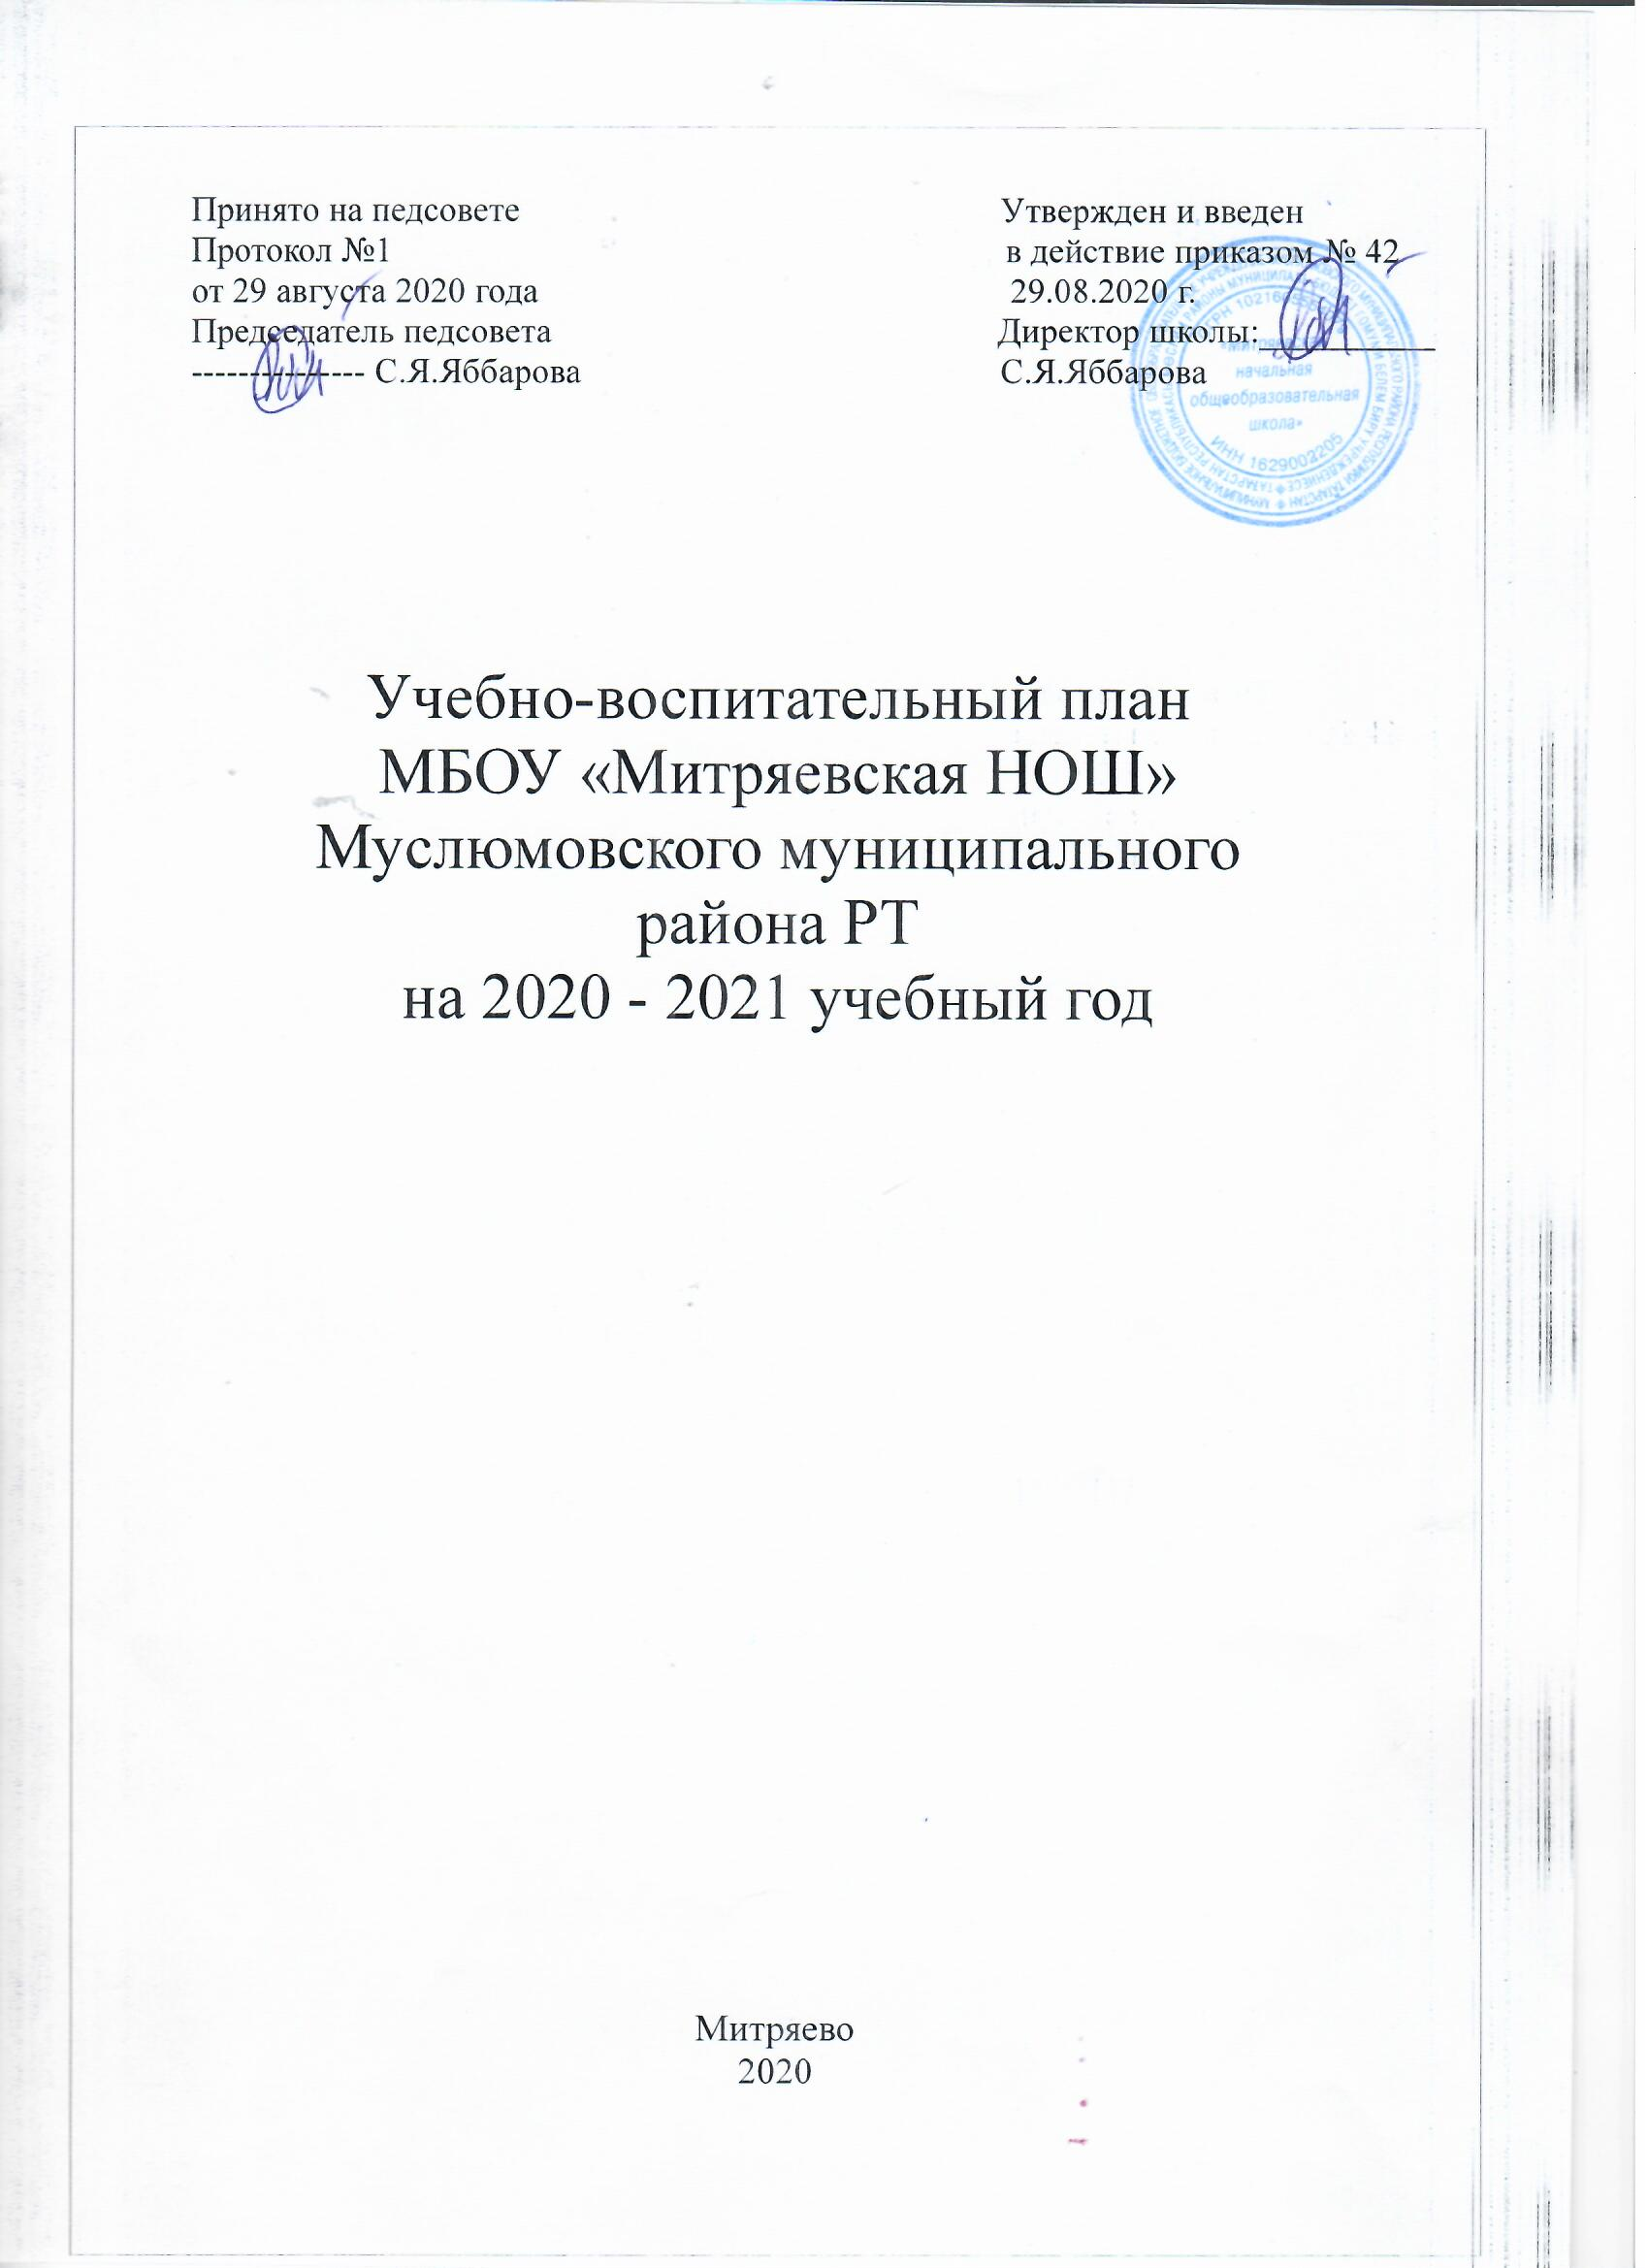 Принято на педсовете
Протокол №1
от 29 августа 2020 года
Председатель педсовета
--------------- С.Я.Яббарова
Утвержден и введен
в действие приказом № 42
29.08.2020 г.
Директор школы:__________
С.Я.Яббарова
начальная
общеобразовательная
школа»
ИНН 1629002205
Учебно-воспитательный план
МБОУ «Митряевская НОШ»
Муслюмовского муниципального
района РТ
на 2020 - 2021 учебный год
Митряево
2020